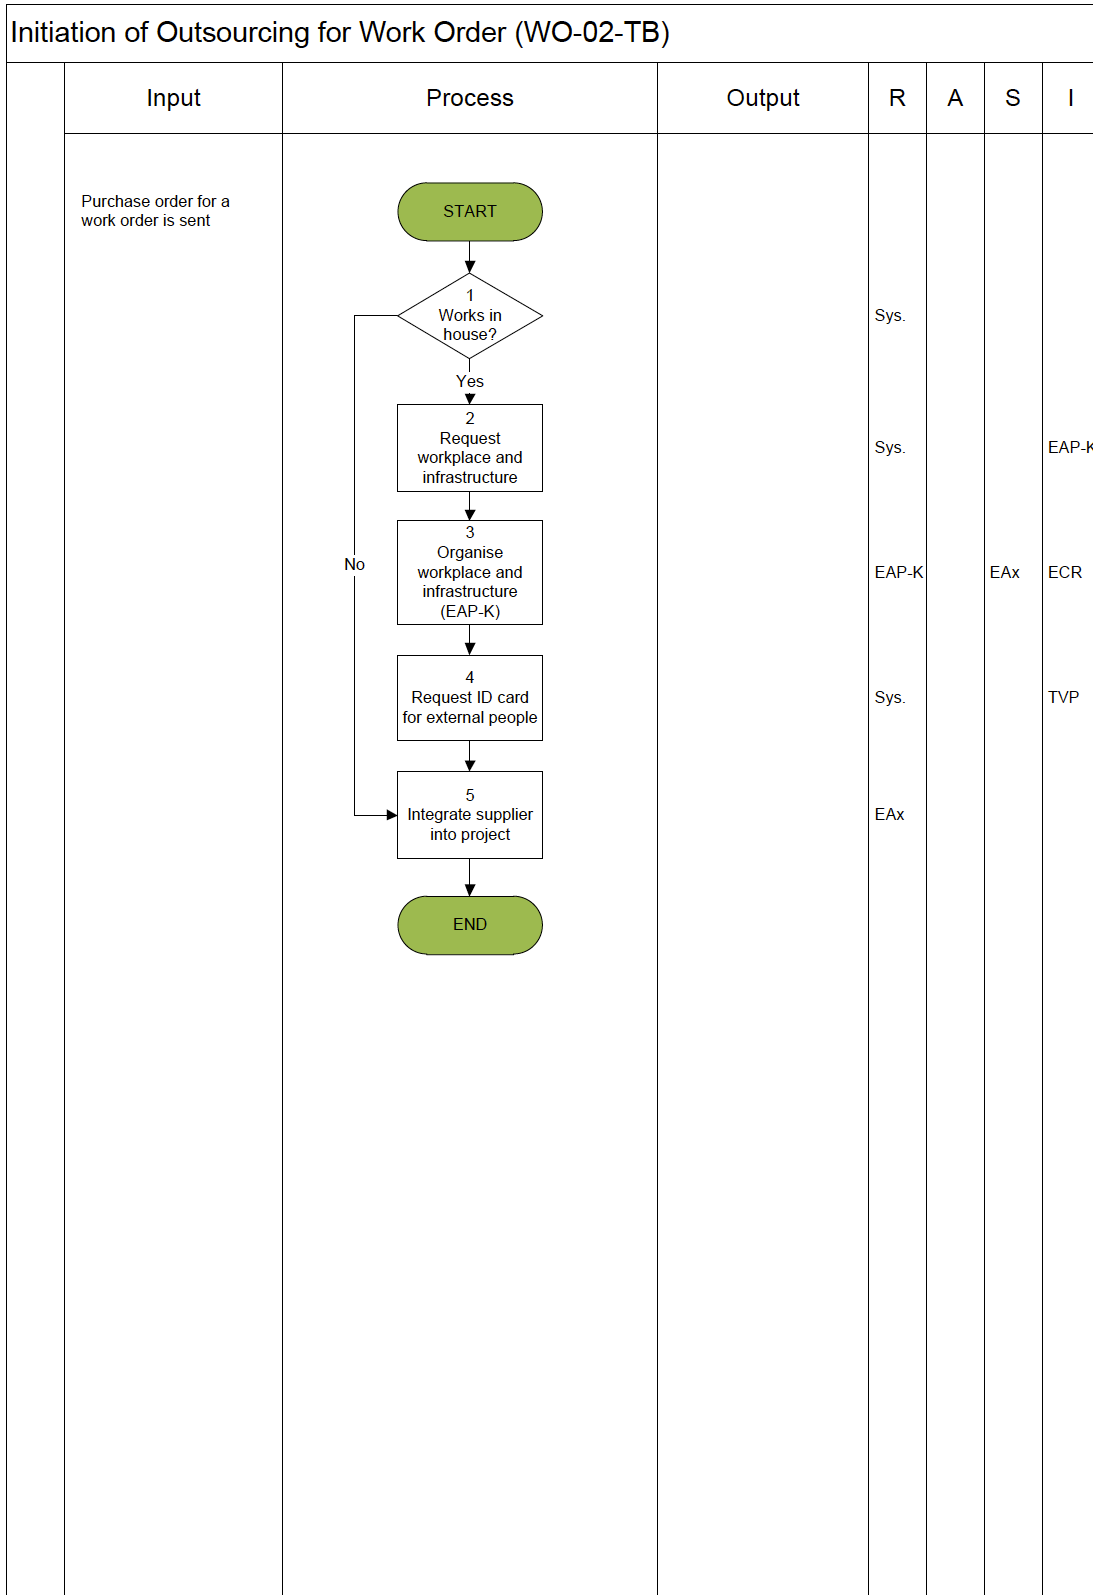 Initiation of Outsourcing for Work Order (WO-02-TB)
Input
Process
Output
R
A
S
I
Purchase order for a
work order is sent
START
1
Works in
house?
Sys.
Yes
2
Request
workplace and
infrastructure
Sys.
EAP-K
No
3
Organise
workplace and
infrastructure
(EAP-K)
EAP-K
EAx
ECR
4
Request ID card
for external people
Sys.
TVP
5
Integrate supplier
into project
EAx
END